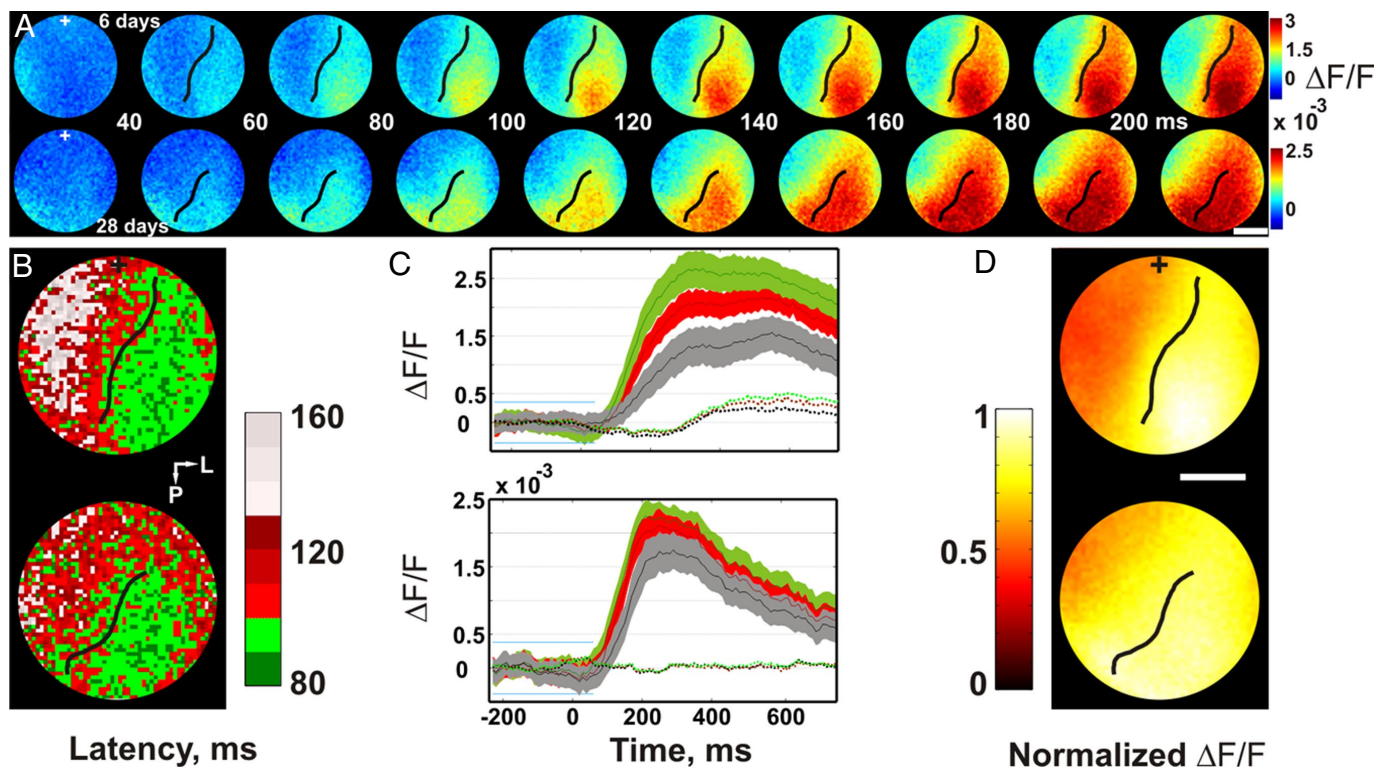 A
+ 6 days
3
1.5
0
1
ΔF/F
40 60 80 100 120 140 160 180 200 ms
x 10⁻³
+
28 days
2.5
0
B
+
L
P
160
120
80
Latency, ms
C
2.5
1.5
0.5
0
ΔF/F
x 10⁻³
2.5
1.5
0.5
0
ΔF/F
-200 0 200 400 600
Time, ms
D
+
1
0.5
0
Normalized ΔF/F